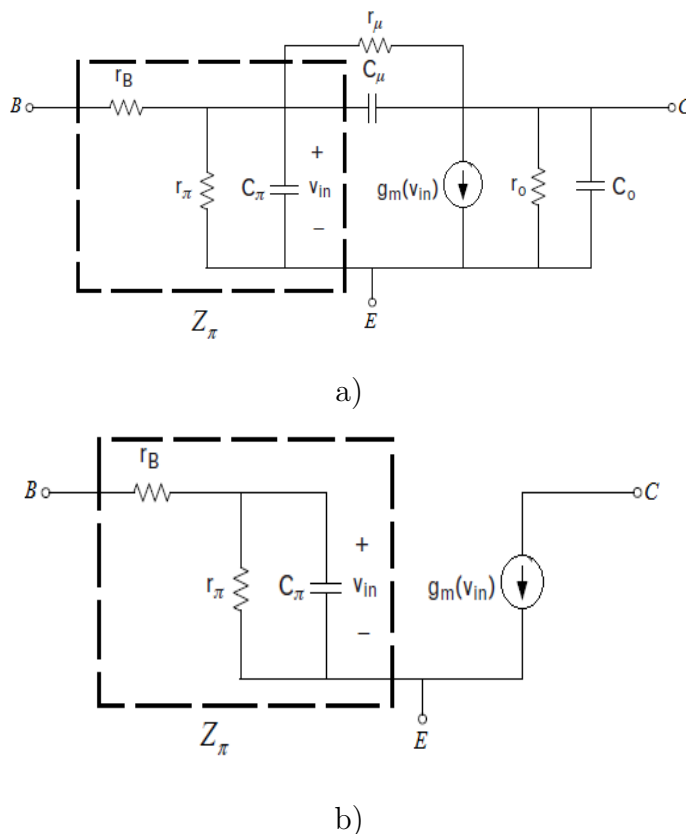 r_μ
r_B
C_μ
B
C
r_π
C_π
+
v_in
−
g_m(v_in)
r_o
C_o
Z_π
E
a)
r_B
B
C
r_π
C_π
+
v_in
−
g_m(v_in)
Z_π
E
b)